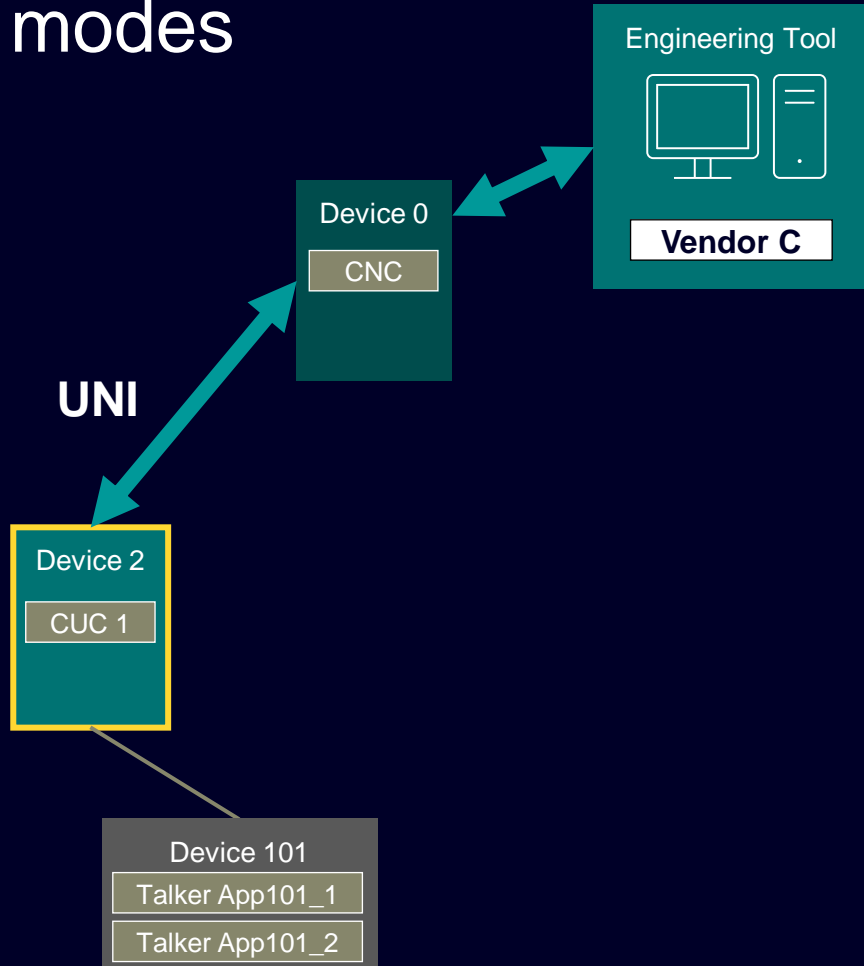 modes
Engineering Tool
Vendor C
Device 0
CNC
UNI
Device 2
CUC 1
Device 101
Talker App101_1
Talker App101_2